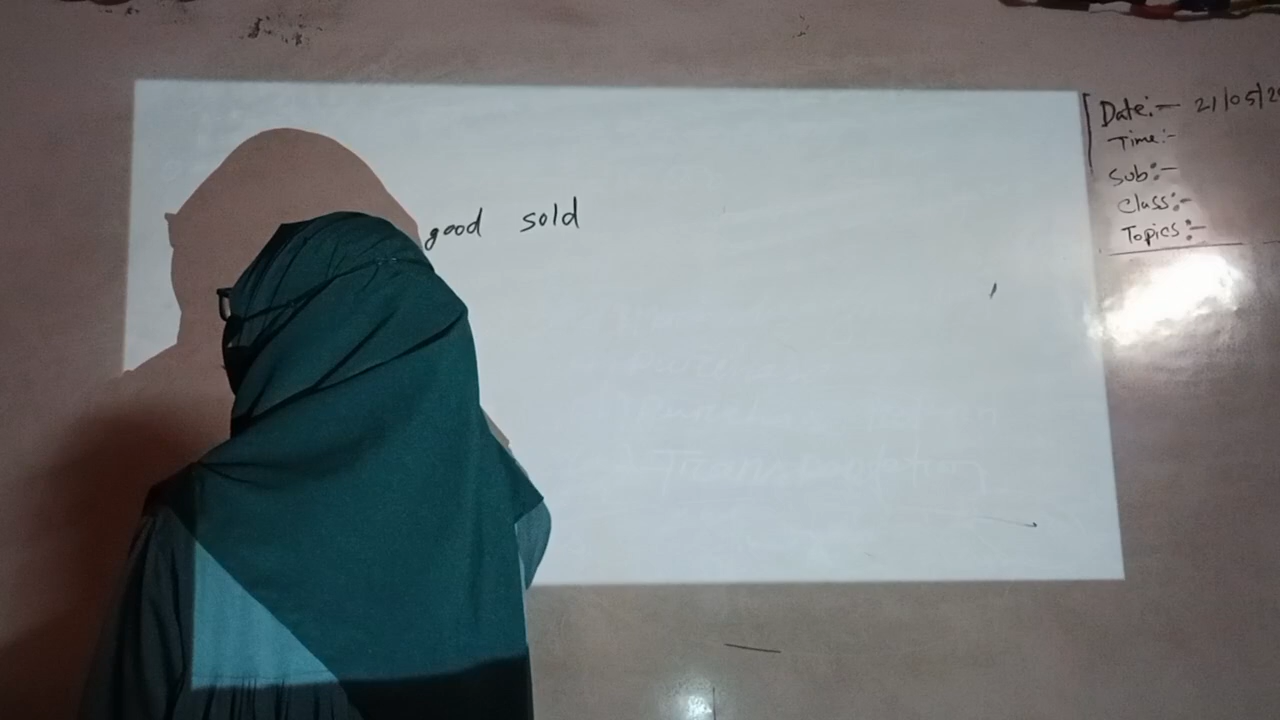 good sold
Date:- 21/05/2
Time:-
Sub:-
Class:-
Topics:-